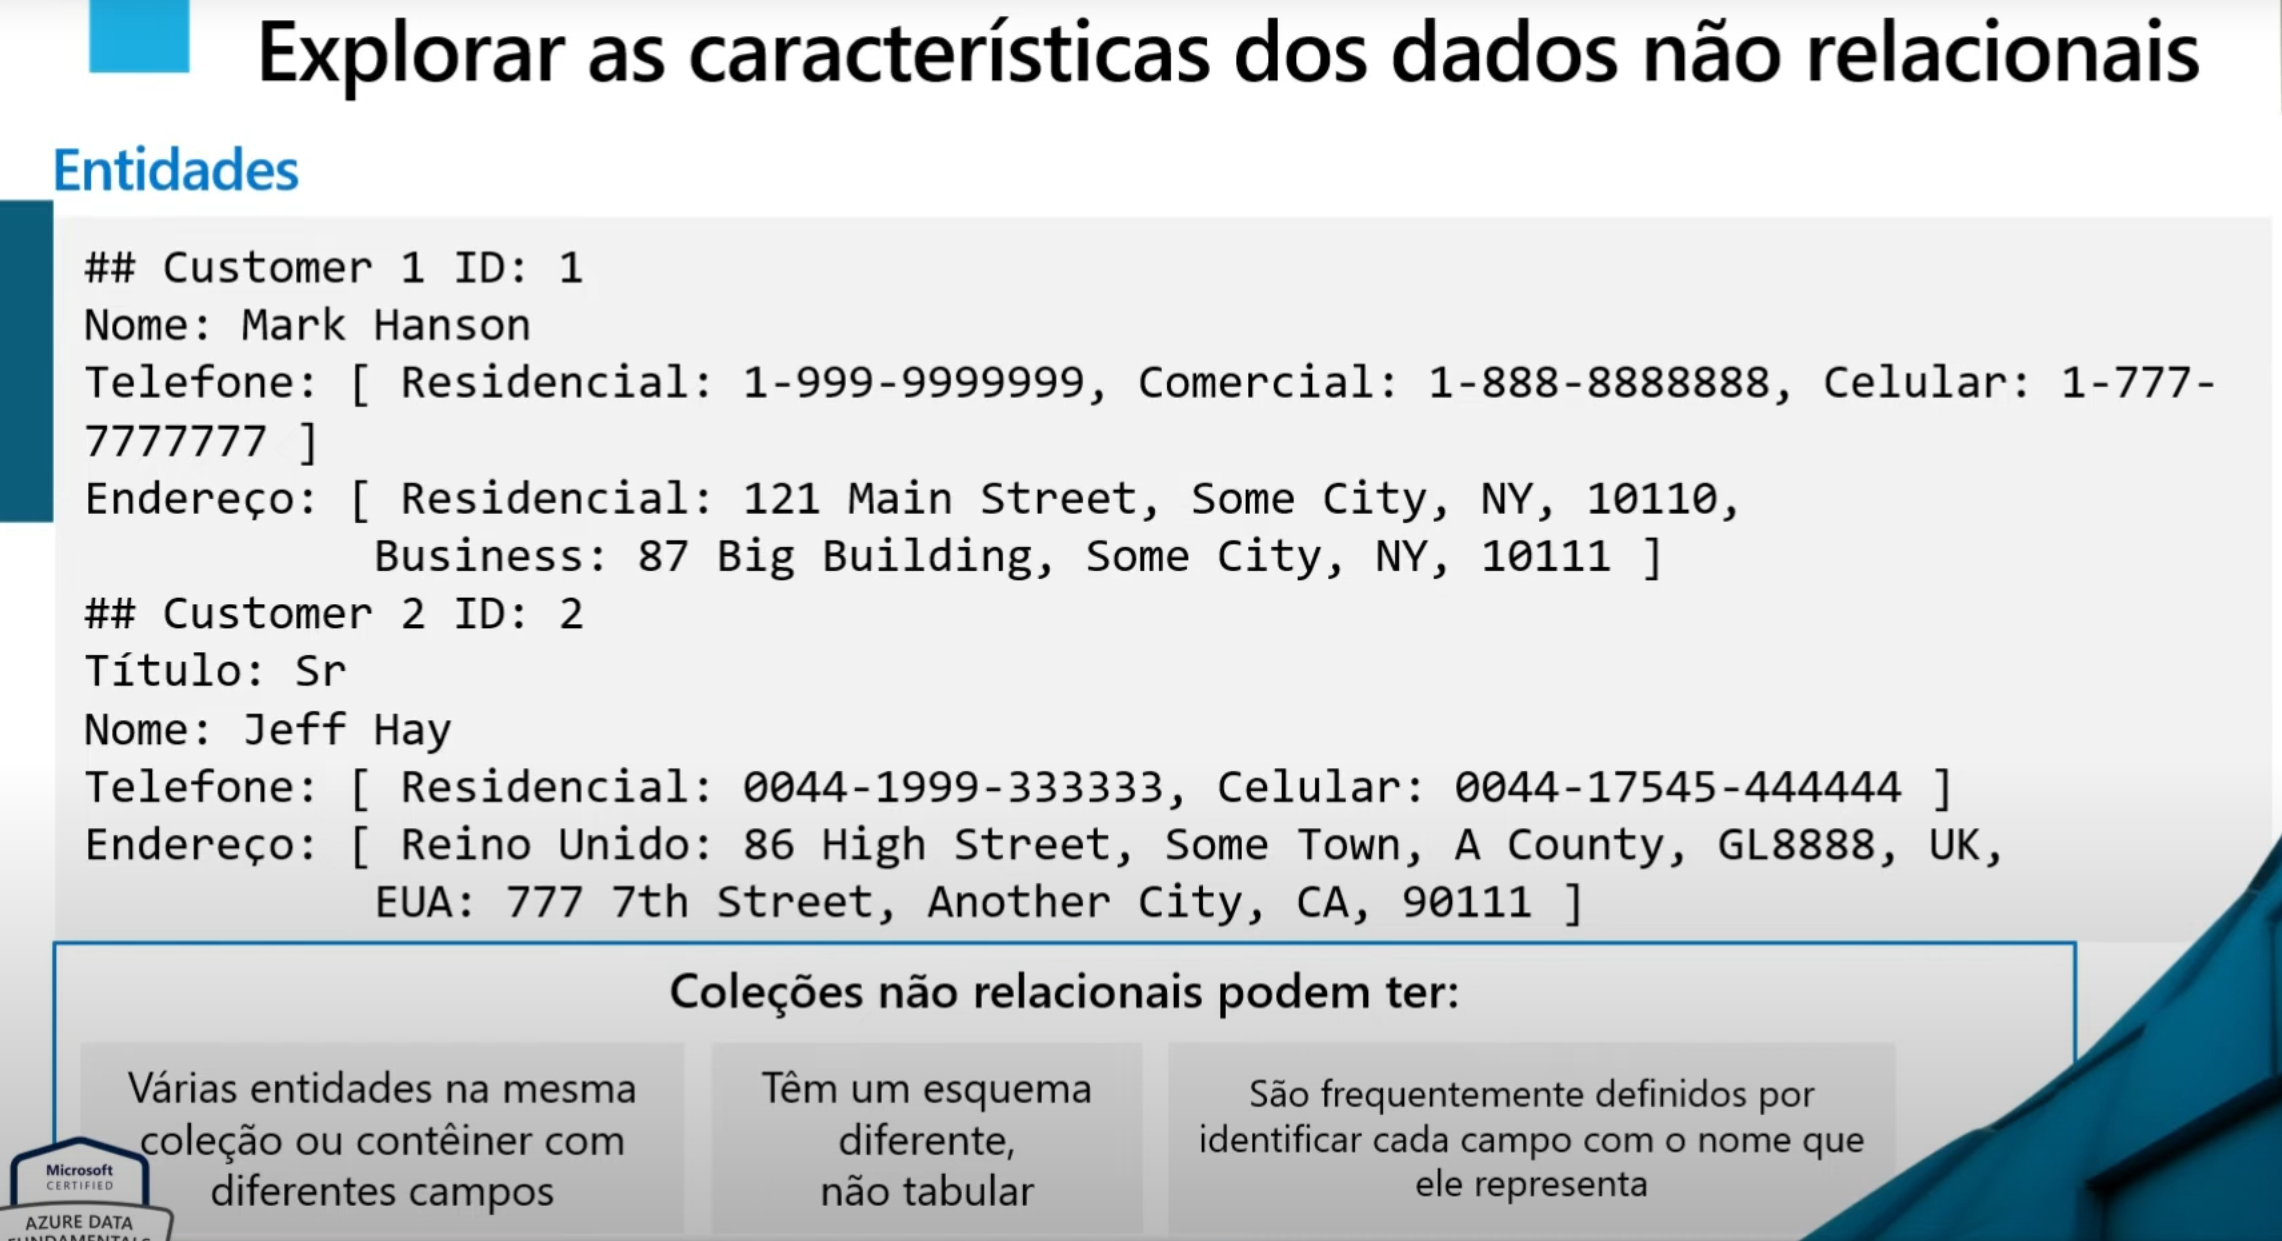 Explorar as características dos dados não relacionais
Entidades
## Customer 1 ID: 1
Nome: Mark Hanson
Telefone: [ Residencial: 1-999-9999999, Comercial: 1-888-8888888, Celular: 1-777-
7777777 ]
Endereço: [ Residencial: 121 Main Street, Some City, NY, 10110,
Business: 87 Big Building, Some City, NY, 10111 ]
## Customer 2 ID: 2
Título: Sr
Nome: Jeff Hay
Telefone: [ Residencial: 0044-1999-333333, Celular: 0044-17545-444444 ]
Endereço: [ Reino Unido: 86 High Street, Some Town, A County, GL8888, UK,
EUA: 777 7th Street, Another City, CA, 90111 ]
Coleções não relacionais podem ter:
Várias entidades na mesma
coleção ou contêiner com
diferentes campos
Têm um esquema
diferente,
não tabular
São frequentemente definidos por
identificar cada campo com o nome que
ele representa
Microsoft
CERTIFIED
AZURE DATA
FUNDAMENTALS